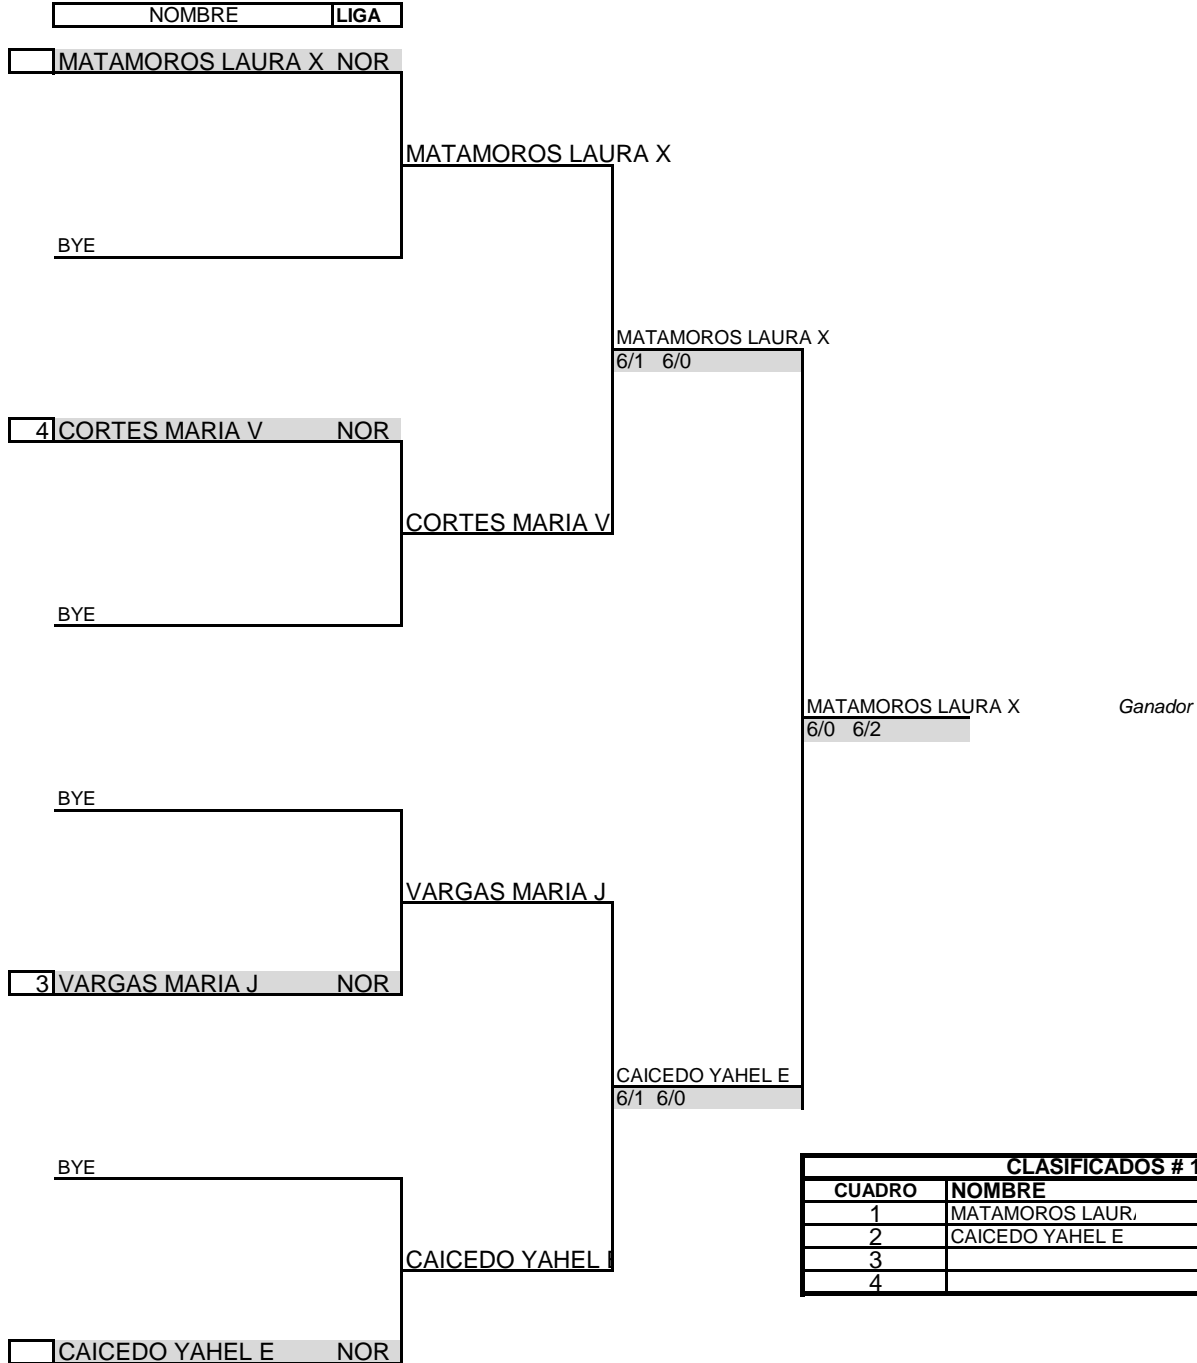 NOMBRE LIGA
MATAMOROS LAURA X NOR
MATAMOROS LAURA X
BYE
MATAMOROS LAURA X
6/1 6/0
4 CORTES MARIA V NOR
CORTES MARIA V
BYE
MATAMOROS LAURA X Ganador
6/0 6/2
BYE
VARGAS MARIA J
3 VARGAS MARIA J NOR
CAICEDO YAHEL E
6/1 6/0
BYE
CLASIFICADOS # 1
CUADRO NOMBRE
1 MATAMOROS LAURA
2 CAICEDO YAHEL E
3
4
CAICEDO YAHEL E
CAICEDO YAHEL E NOR